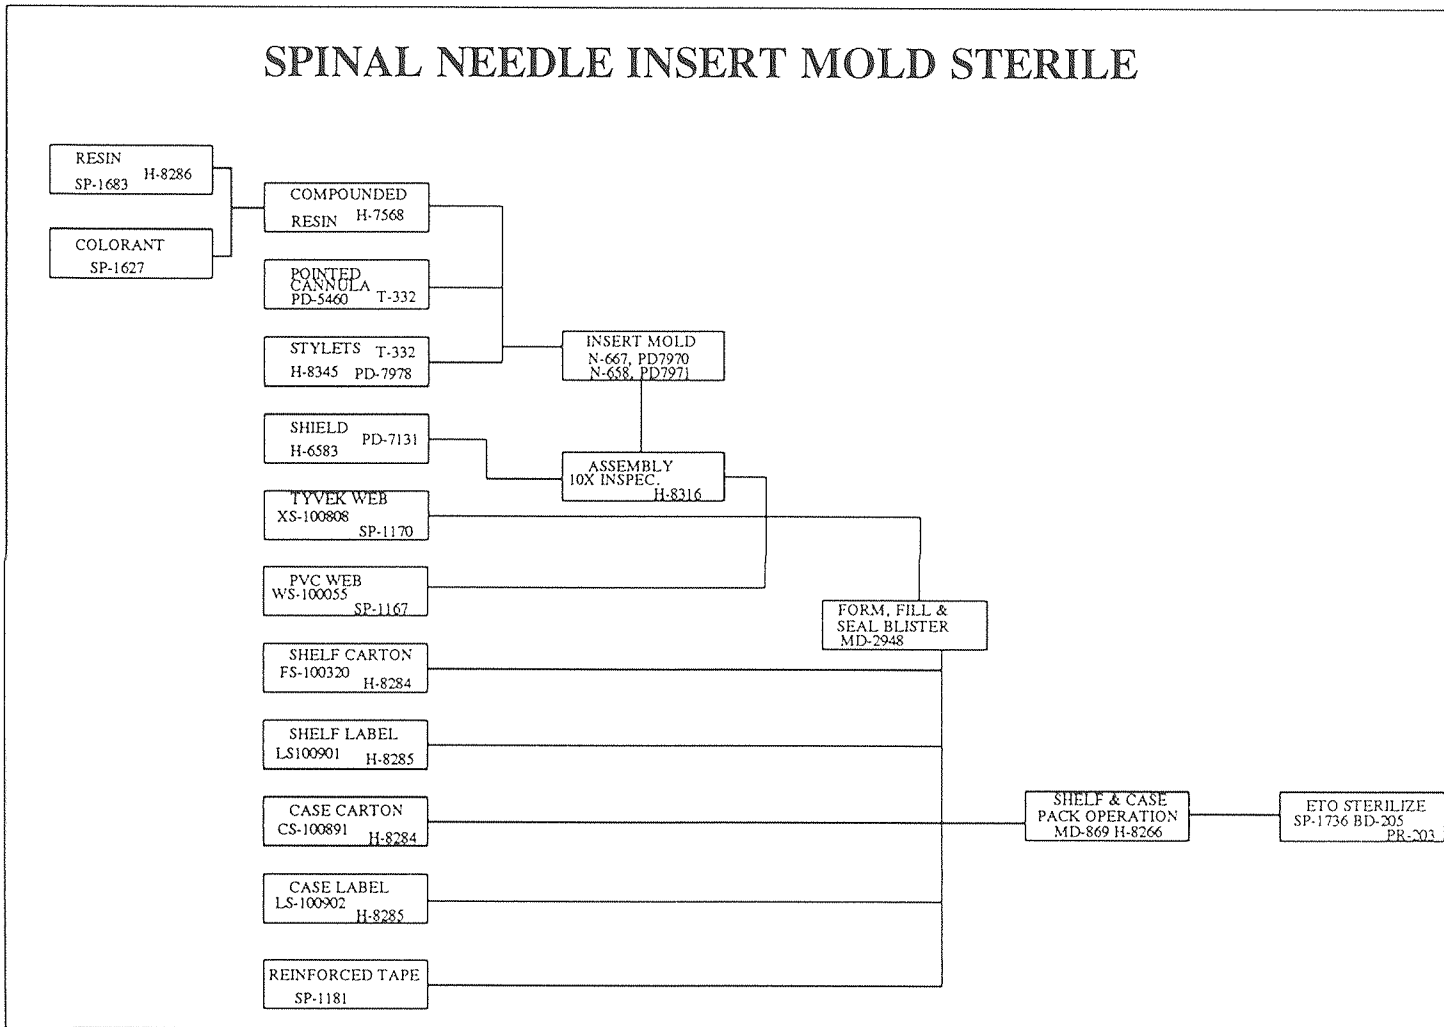 SPINAL NEEDLE INSERT MOLD STERILE
RESIN
SP-1683 H-8286
COLORANT
SP-1627
COMPOUNDED
RESIN H-7568
POINTED
CANNULA
PD-5460 T-332
STYLETS T-332
H-8345 PD-7978
SHIELD PD-7131
H-6583
TYVEK WEB
XS-100808
SP-1170
PVC WEB
WS-100055
SP-1167
SHELF CARTON
FS-100320
H-8284
SHELF LABEL
LS100901 H-8285
CASE CARTON
CS-100891
H-8284
CASE LABEL
LS-100902
H-8285
REINFORCED TAPE
SP-1181
INSERT MOLD
N-667, PD7970
N-658, PD7971
ASSEMBLY
10X INSPEC.
H-8316
FORM, FILL &
SEAL BLISTER
MD-2948
SHELF & CASE
PACK OPERATION
MD-869 H-8266
ETO STERILIZE
SP-1736 BD-205
PR-203